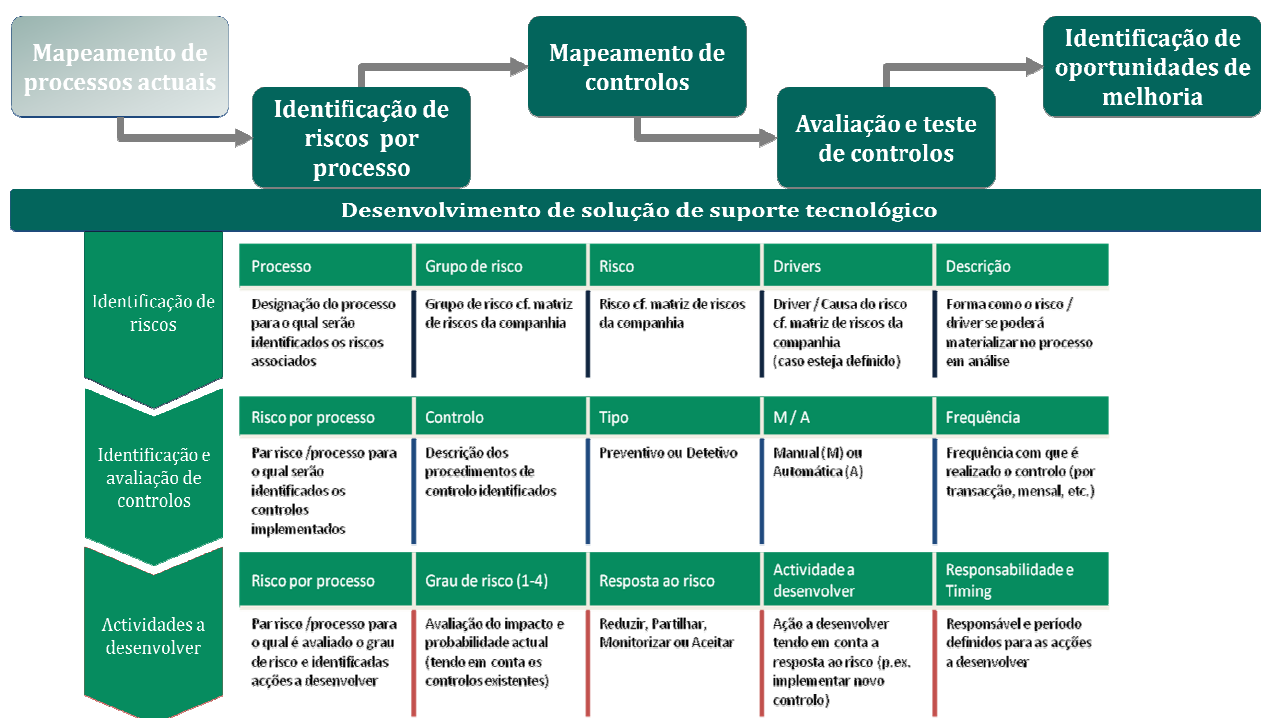 Mapeamento de
processos actuais
Identificação de
riscos por
processo
Mapeamento de
controlos
Avaliação e teste
de controlos
Identificação de
oportunidades de
melhoria
Desenvolvimento de solução de suporte tecnológico
Identificação de
riscos
Processo
Grupo de risco
Risco
Drivers
Descrição
Designação do processo
para o qual serão
identificados os riscos
associados
Grupo de risco cf. matriz
de riscos da companhia
Risco cf. matriz de riscos
da companhia
Driver / Causa do risco
cf. matriz de riscos da
companhia
(caso esteja definido)
Forma como o risco /
driver se poderá
materializar no processo
em análise
Identificação e
avaliação de
controlos
Risco por processo
Controlo
Tipo
M / A
Frequência
Par risco /processo para
o qual serão
identificados os
controlos
implementados
Descrição dos
procedimentos de
controlo identificados
Preventivo ou Detetivo
Manual (M) ou
Automática (A)
Frequência com que é
realizado o controlo (por
transacção, mensal, etc.)
Actividades a
desenvolver
Risco por processo
Grau de risco (1-4)
Resposta ao risco
Actividade a
desenvolver
Responsabilidade e
Timing
Par risco /processo para
o qual é avaliado o grau
de risco e identificadas
acções a desenvolver
Avaliação do impacto e
probabilidade actual
(tendo em conta os
controlos existentes)
Reduzir, Partilhar,
Monitorizar ou Aceitar
Ação a desenvolver
tendo em conta a
resposta ao risco (p.ex.
implementar novo
controlo)
Responsável e período
definidos para as acções
a desenvolver